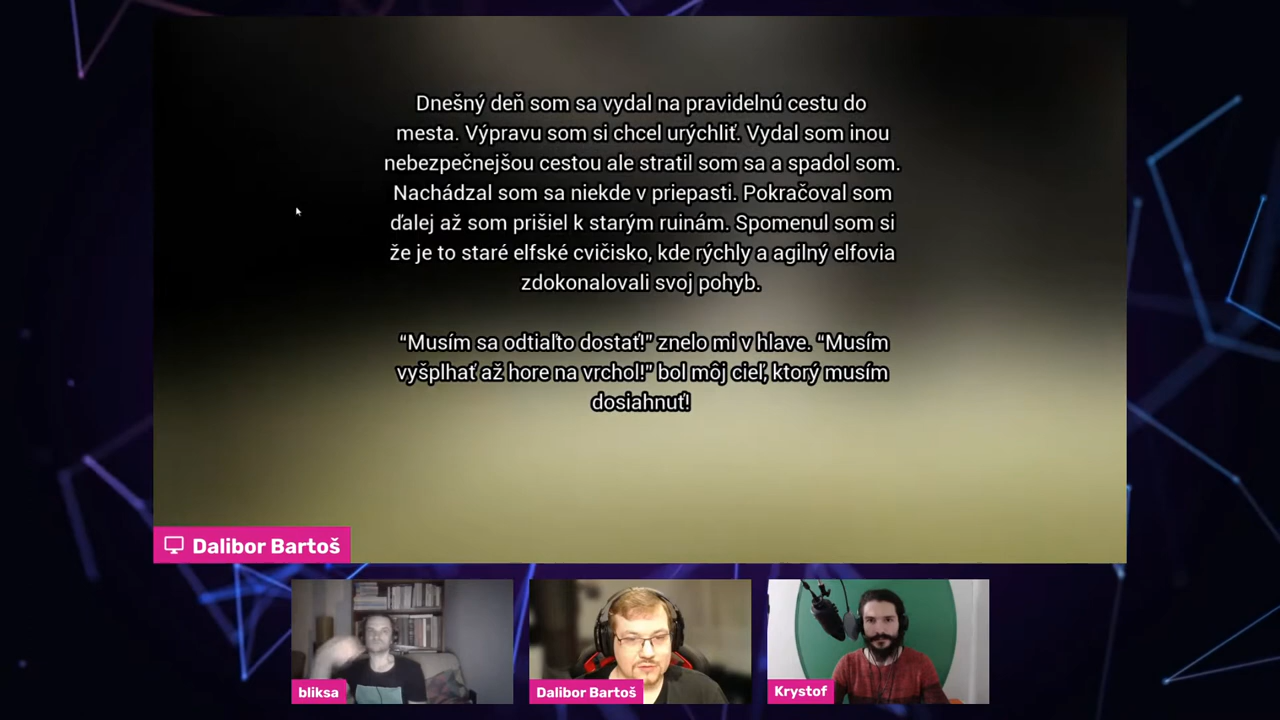 Dnešný deň som sa vydal na pravidelnú cestu do
mesta. Výpravu som si chcel urýchliť. Vydal som inou
nebezpečnejšou cestou ale stratil som sa a spadol som.
Nachádzal som sa niekde v priepasti. Pokračoval som
ďalej až som prišiel k starým ruinám. Spomenul som si
že je to staré elfské cvičisko, kde rýchly a agilný elfovia
zdokonalovali svoj pohyb.
“Musím sa odtiaľto dostať!” znelo mi v hlave. “Musím
vyšplhať až hore na vrchol!” bol môj cieľ, ktorý musím
dosiahnuť!
Dalibor Bartoš
bliksa
Dalibor Bartoš
Krystof